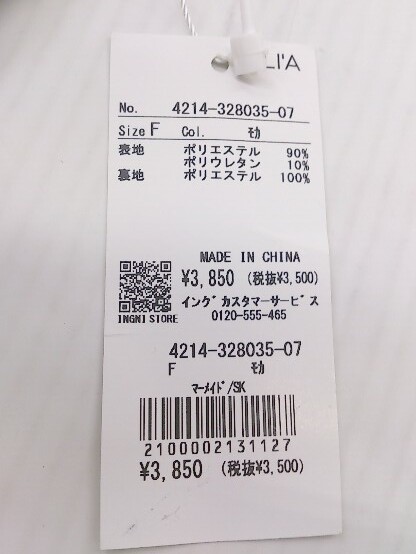 LI'A
No. 4214-328035-07
Size F Col. ﾓｶ
表地 ポリエステル 90%
ポリウレタン 10%
裏地 ポリエステル 100%
MADE IN CHINA
¥3,850 (税抜¥3,500)
イングカスタマーサービス
0120-555-465
INGNI STORE
4214-328035-07
F ﾓｶ
ﾏｰﾒｲﾄﾞ/SK
2100002131127
¥3,850 (税抜¥3,500)